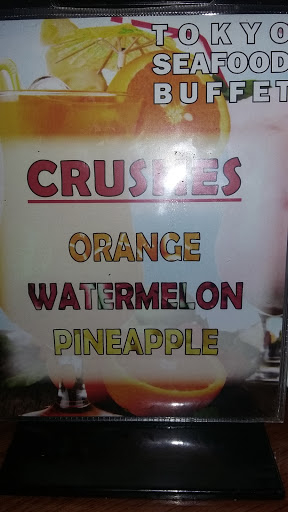 TOKYO
SEAFOOD
BUFFET
CRUSHES
ORANGE
WATERMELON
PINEAPPLE